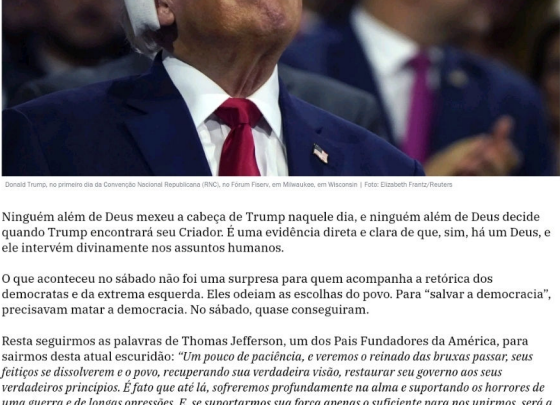 Donald Trump, no primeiro dia da Convenção Nacional Republicana (RNC), no Fórum Fiserv, em Milwaukee, em Wisconsin | Foto: Elizabeth Frantz/Reuters
Ninguém além de Deus mexeu a cabeça de Trump naquele dia, e ninguém além de Deus decide
quando Trump encontrará seu Criador. É uma evidência direta e clara de que, sim, há um Deus, e
ele intervém divinamente nos assuntos humanos.
O que aconteceu no sábado não foi uma surpresa para quem acompanha a retórica dos
democratas e da extrema esquerda. Eles odeiam as escolhas do povo. Para “salvar a democracia”,
precisavam matar a democracia. No sábado, quase conseguiram.
Resta seguirmos as palavras de Thomas Jefferson, um dos Pais Fundadores da América, para
sairmos desta atual escuridão: “Um pouco de paciência, e veremos o reinado das bruxas passar, seus
feitiços se dissolverem e o povo, recuperando sua verdadeira visão, restaurar seu governo aos seus
verdadeiros princípios. É fato que até lá, sofreremos profundamente na alma e suportando os horrores de
uma guerra e de longas opressões. E, se suportarmos sua força apenas o suficiente para nos unirmos, será a